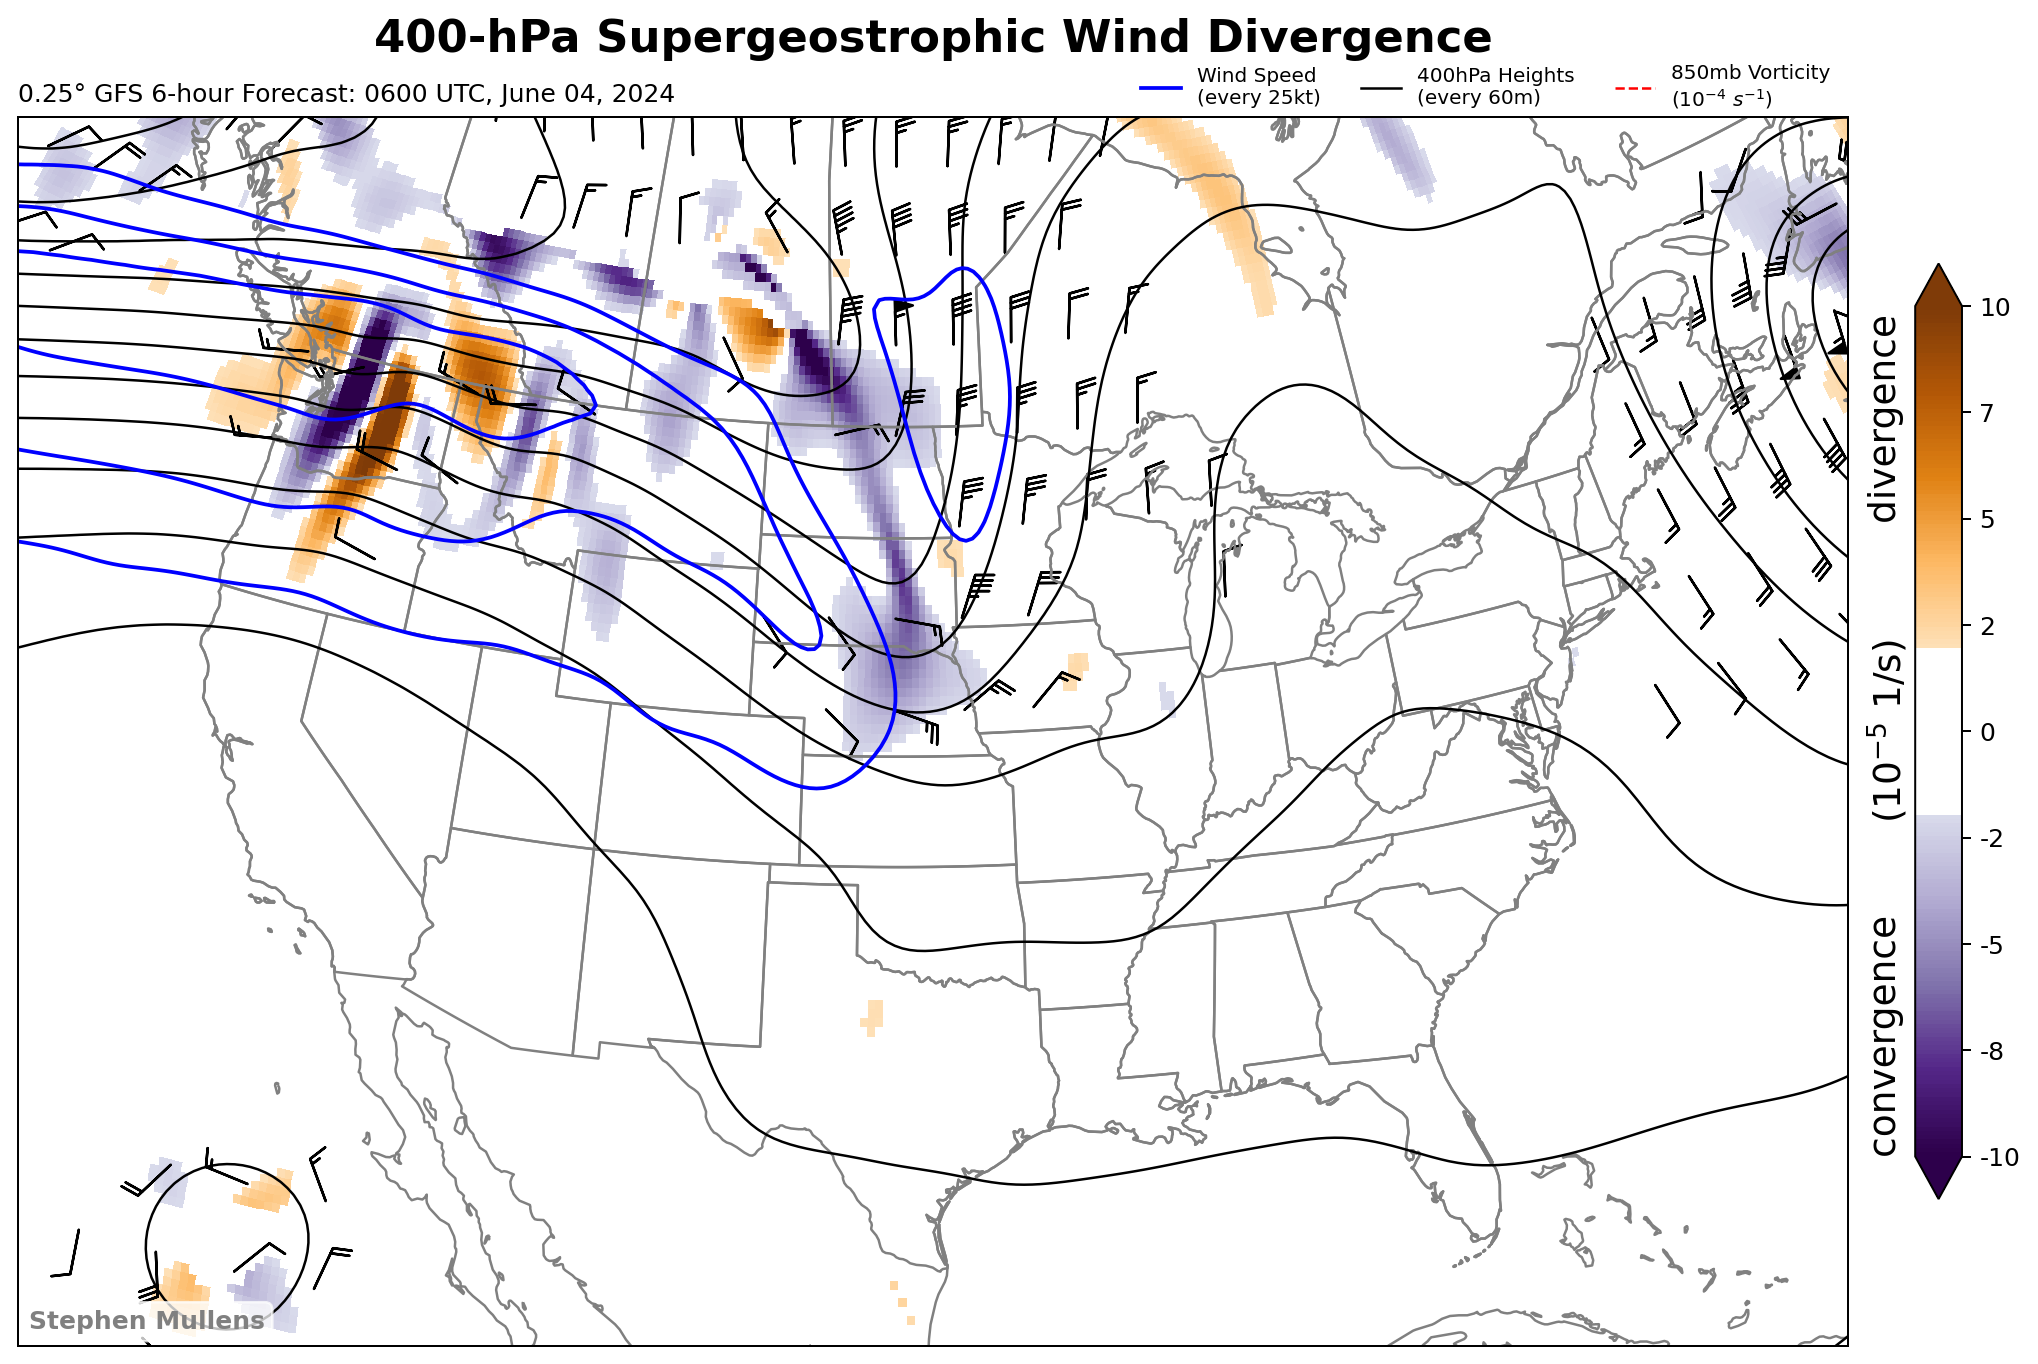 400-hPa Supergeostrophic Wind Divergence
0.25° GFS 6-hour Forecast: 0600 UTC, June 04, 2024
Wind Speed
(every 25kt)
400hPa Heights
(every 60m)
850mb Vorticity
(10⁻⁴ s⁻¹)
10
7
5
2
0
-2
-5
-8
-10
convergence (10⁻⁵ 1/s) divergence
Stephen Mullens